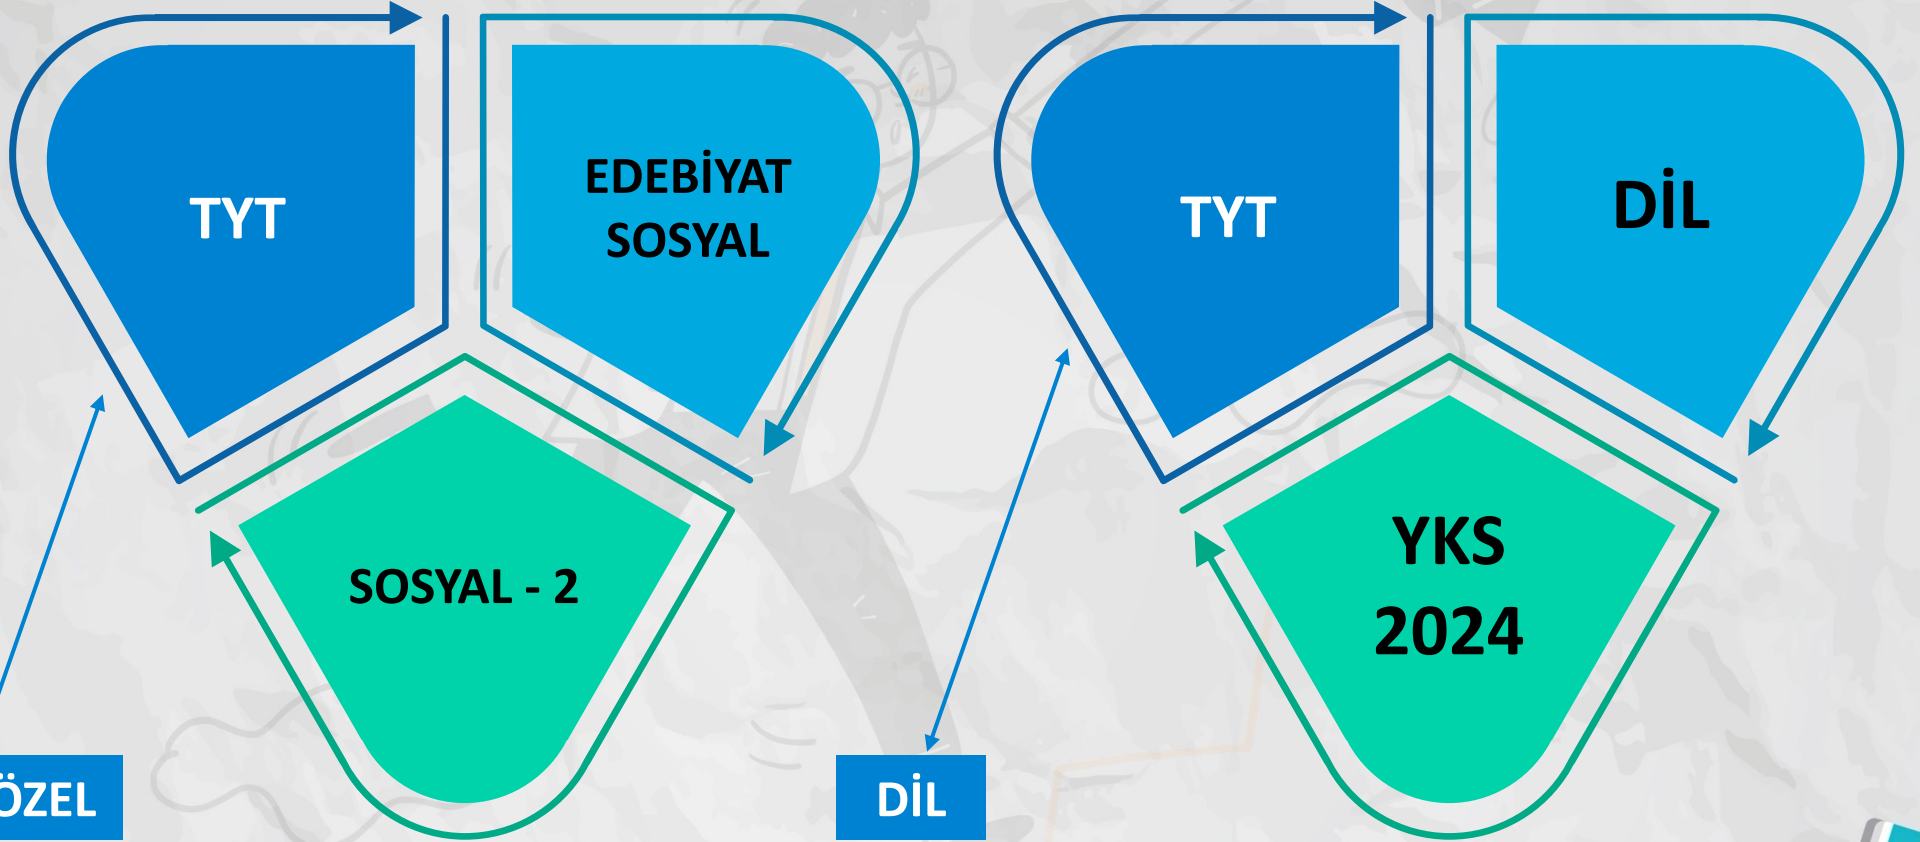 TYT
EDEBİYAT
SOSYAL
SOSYAL - 2
ÖZEL
TYT
DİL
YKS
2024
DİL